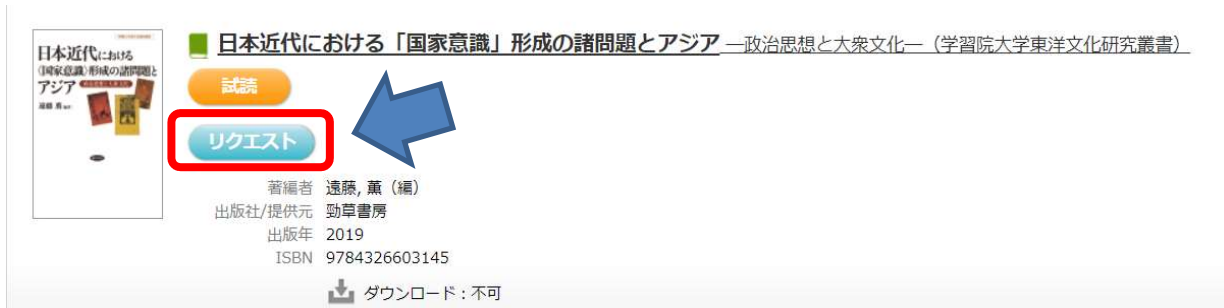 日本近代における「国家意識」形成の諸問題とアジア ―政治思想と大衆文化―（学習院大学東洋文化研究叢書）
日本近代における
〈国家意識〉形成の諸問題と
アジア
試読
リクエスト
著編者 遠藤, 薫（編）
出版社/提供元 勁草書房
出版年 2019
ISBN 9784326603145
ダウンロード：不可